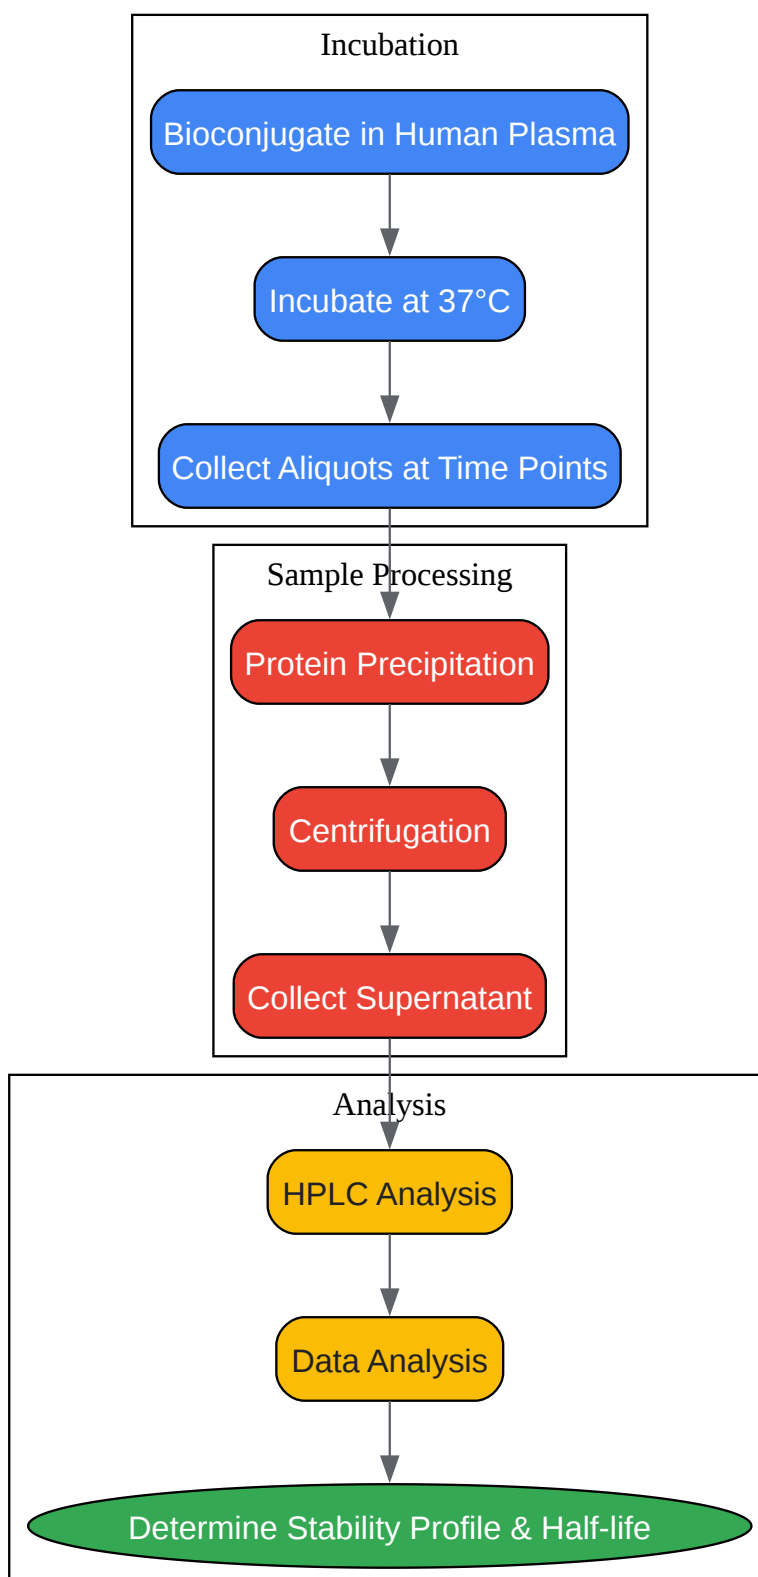 Incubation
Bioconjugate in Human Plasma
Incubate at 37°C
Collect Aliquots at Time Points
Sample Processing
Protein Precipitation
Centrifugation
Collect Supernatant
Analysis
HPLC Analysis
Data Analysis
Determine Stability Profile & Half-life